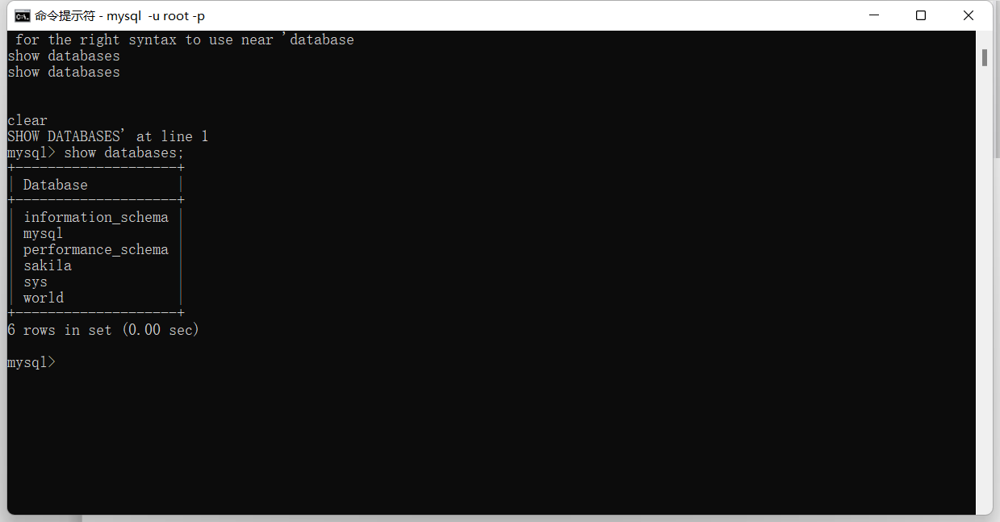 命令提示符 - mysql  -u root -p
 for the right syntax to use near 'database
show databases
show databases
clear
SHOW DATABASES' at line 1
mysql> show databases;
+--------------------+
| Database           |
+--------------------+
| information_schema |
| mysql              |
| performance_schema |
| sakila             |
| sys                |
| world              |
+--------------------+
6 rows in set (0.00 sec)
mysql>